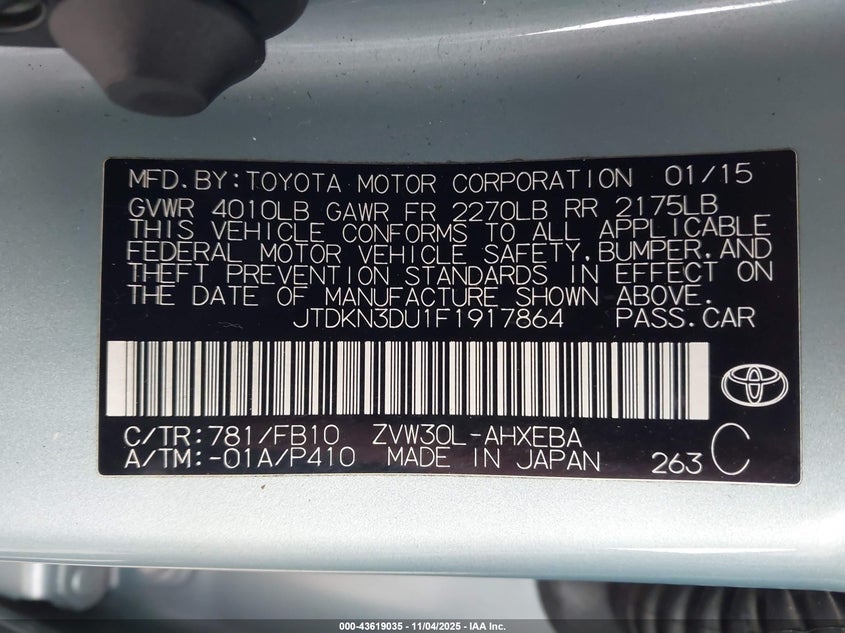 MFD.BY:TOYOTA MOTOR CORPORATION 01/15
GVWR 4010LB GAWR FR 2270LB RR 2175LB
THIS VEHICLE CONFORMS TO ALL APPLICABLE
FEDERAL MOTOR VEHICLE SAFETY,BUMPER,AND
THEFT PREVENTION STANDARDS IN EFFECT ON
THE DATE OF MANUFACTURE SHOWN ABOVE.
JTDKN3DU1F1917864 PASS.CAR
C/TR:781/FB10 ZVW30L-AHXEBA
A/TM:-01A/P410 MADE IN JAPAN 263 C
000-43619035 - 11/04/2025 - IAA Inc.